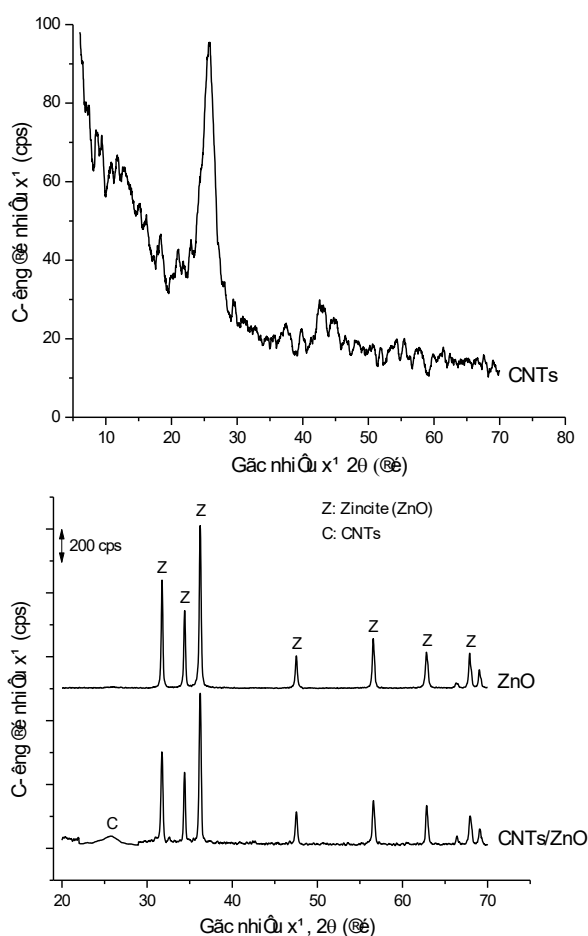 C- êng ®é nhiÔu x¹ (cps)
100
80
60
40
20
0
CNTs
0 10 20 30 40 50 60 70 80
Gãc nhiÔu x¹ 2θ (®é)
C- êng ®é nhiÔu x¹ (cps)
200 cps
Z: Zincite (ZnO)
C: CNTs
Z Z Z Z Z Z Z
ZnO
C
CNTs/ZnO
20 30 40 50 60 70
Gãc nhiÔu x¹, 2θ (®é)